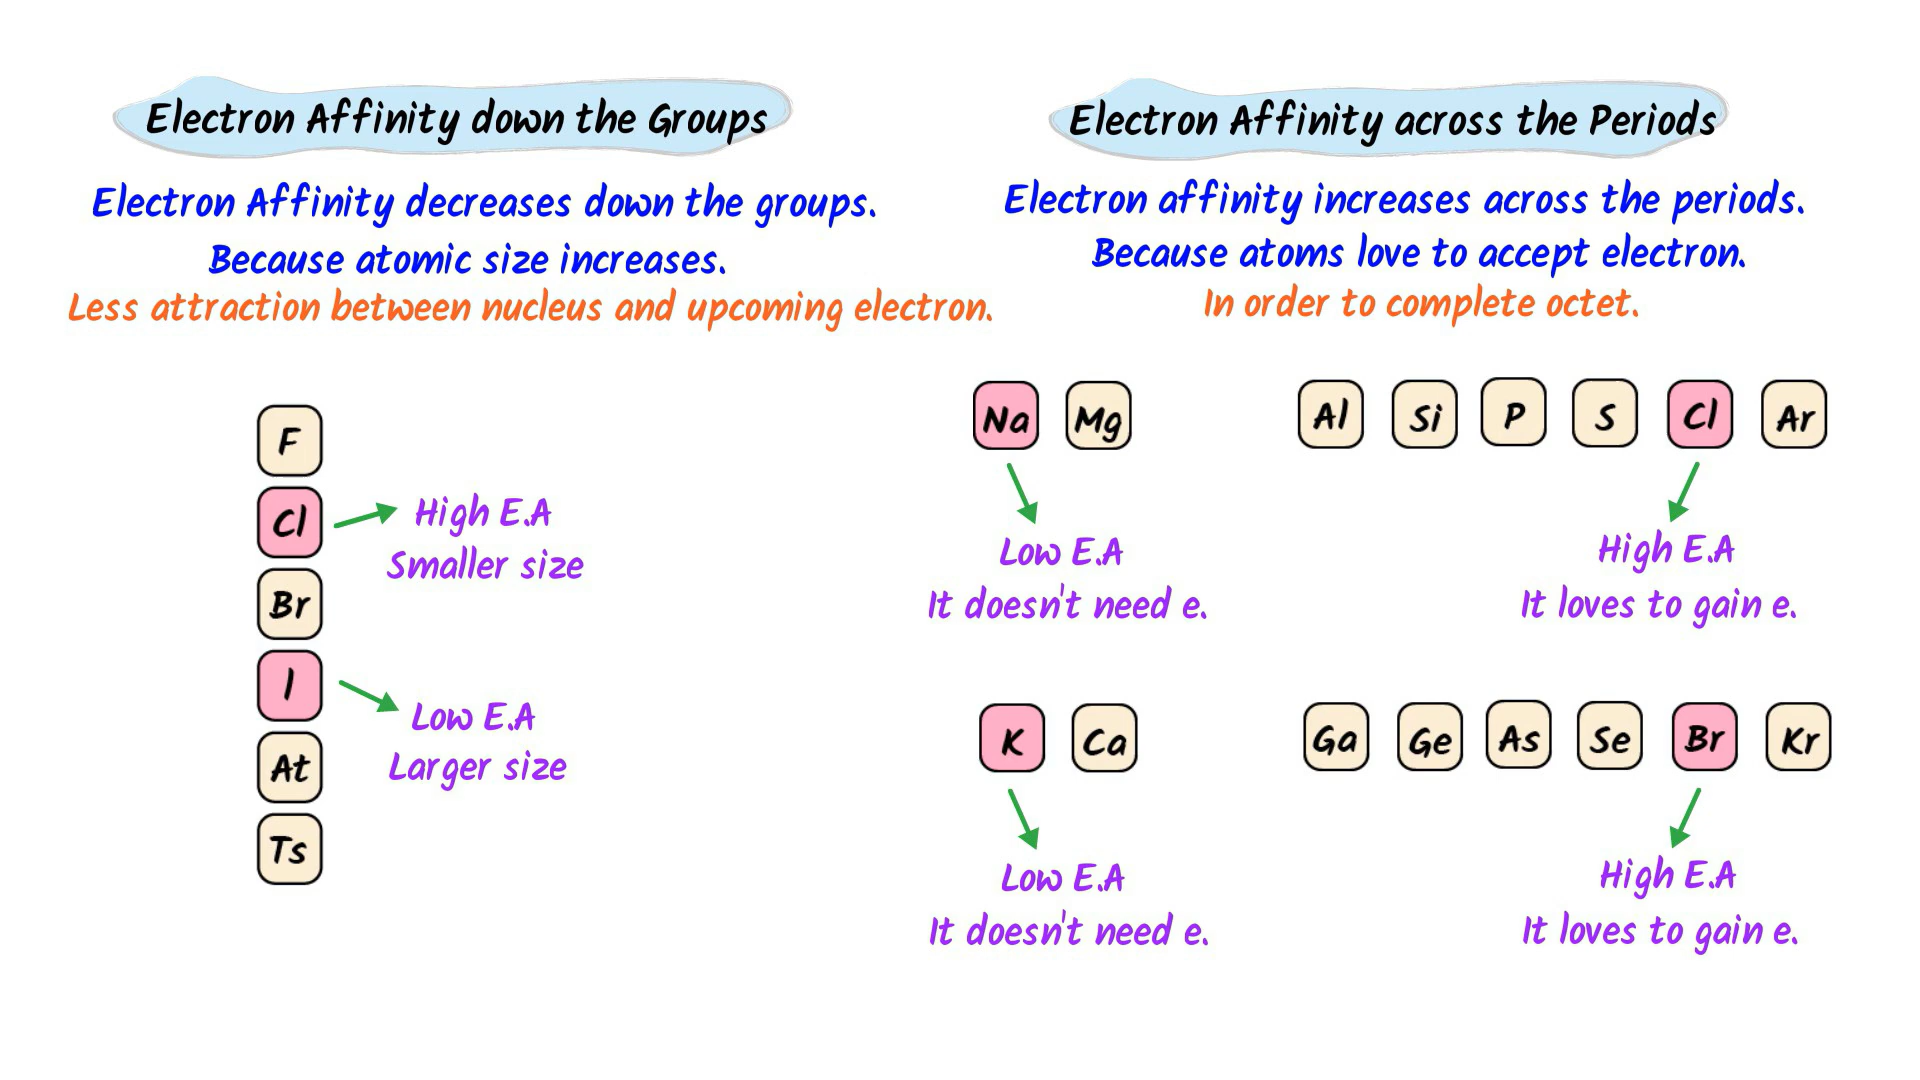 Electron Affinity down the Groups
Electron Affinity decreases down the groups.
Because atomic size increases.
Less attraction between nucleus and upcoming electron.
F
Cl
High E.A
Smaller size
Br
I
Low E.A
Larger size
At
Ts
Electron Affinity across the Periods
Electron affinity increases across the periods.
Because atoms love to accept electron.
In order to complete octet.
Na Mg Al Si P S Cl Ar
Low E.A
It doesn't need e.
High E.A
It loves to gain e.
K Ca Ga Ge As Se Br Kr
Low E.A
It doesn't need e.
High E.A
It loves to gain e.